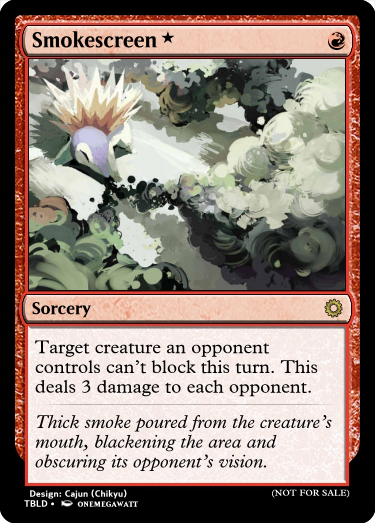 Smokescreen ★
Sorcery
Target creature an opponent
controls can't block this turn. This
deals 3 damage to each opponent.
Thick smoke poured from the creature's
mouth, blackening the area and
obscuring its opponent's vision.
Design: Cajun (Chikyu) (NOT FOR SALE)
TBLD • ONEMEGAWATT